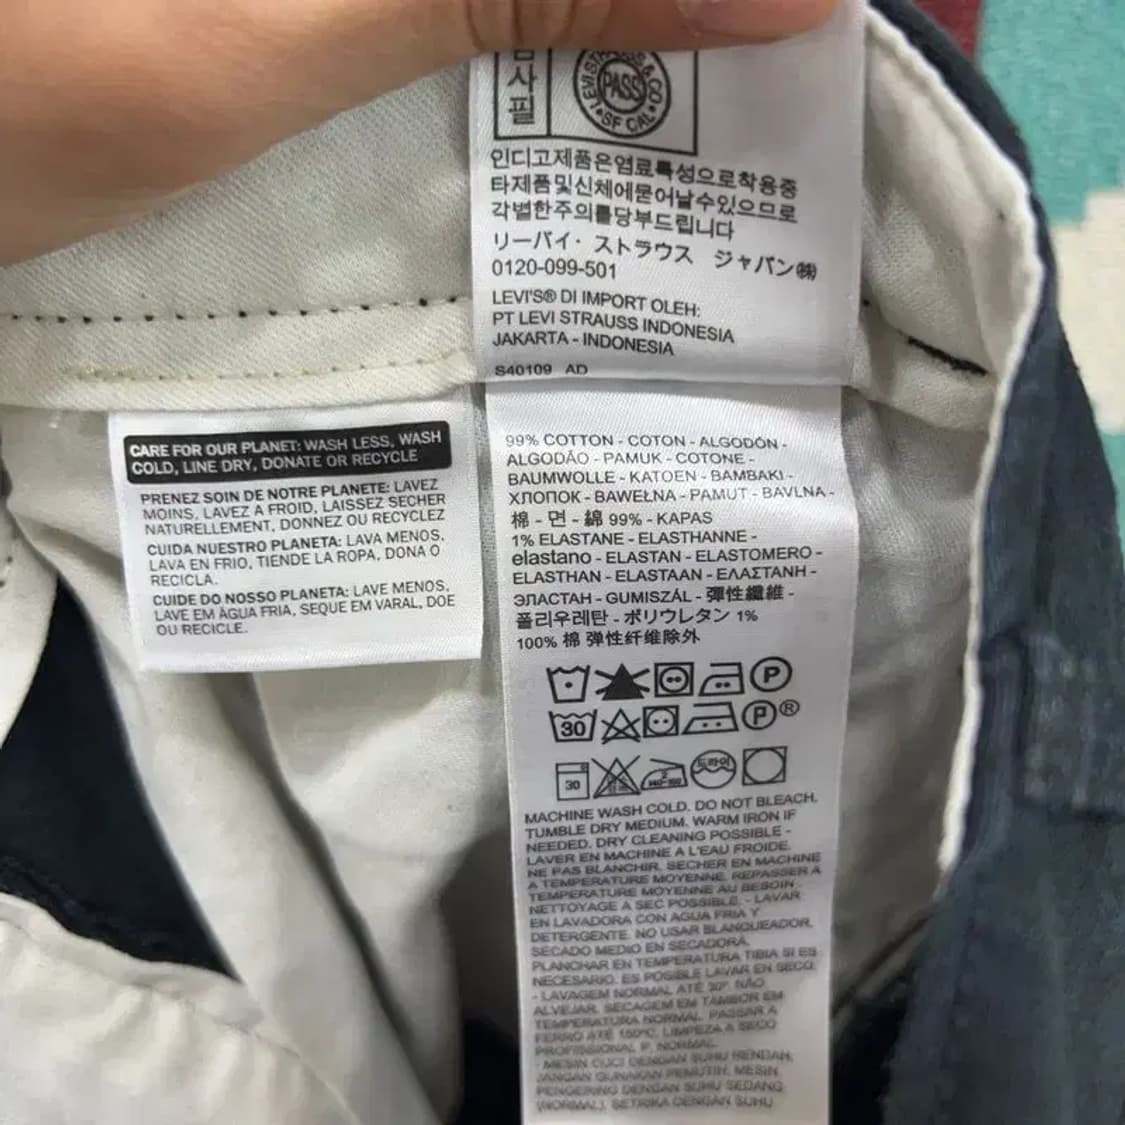 검사필
LEVI STRAUSS & CO
PASS
SF CAL
인디고제품은염료특성으로착용중
타제품및신체에묻어날수있으므로
각별한주의를당부드립니다
リーバイ・ストラウス ジャパン㈱
0120-099-501
LEVI'S® DI IMPORT OLEH:
PT LEVI STRAUSS INDONESIA
JAKARTA - INDONESIA
S40109 AD
CARE FOR OUR PLANET: WASH LESS, WASH
COLD, LINE DRY, DONATE OR RECYCLE
PRENEZ SOIN DE NOTRE PLANETE: LAVEZ
MOINS, LAVEZ A FROID, LAISSEZ SECHER
NATURELLEMENT, DONNEZ OU RECYCLEZ
CUIDA NUESTRO PLANETA: LAVA MENOS,
LAVA EN FRIO, TIENDE LA ROPA, DONA O
RECICLA.
CUIDE DO NOSSO PLANETA: LAVE MENOS,
LAVE EM ÀGUA FRIA, SEQUE EM VARAL, DOE
OU RECICLE.
99% COTTON - COTON - ALGODÓN -
ALGODÃO - PAMUK - COTONE -
BAUMWOLLE - KATOEN - BAMBAKI -
ХЛОПОК - BAWEŁNA - PAMUT - BAVLNA -
棉 - 면 - 綿 99% - KAPAS
1% ELASTANE - ELASTHANNE -
elastano - ELASTAN - ELASTOMERO -
ELASTHAN - ELASTAAN - ΕΛΑΣΤΑΝΗ -
ЭЛАСТАН - GUMISZÁL - 彈性纖維 -
폴리우레탄 - ポリウレタン 1%
100% 棉 弹性纤维除外
P
30 P®
30 2 140-160 드라이
MACHINE WASH COLD. DO NOT BLEACH.
TUMBLE DRY MEDIUM. WARM IRON IF
NEEDED. DRY CLEANING POSSIBLE -
LAVER EN MACHINE A L'EAU FROIDE.
NE PAS BLANCHIR. SECHER EN MACHINE
A TEMPERATURE MOYENNE. REPASSER A
TEMPERATURE MOYENNE AU BESOIN.
NETTOYAGE A SEC POSSIBLE. - LAVAR
EN LAVADORA CON AGUA FRIA Y
DETERGENTE. NO USAR BLANQUEADOR.
SECADO MEDIO EN SECADORA.
PLANCHAR EN TEMPERATURA TIBIA SI ES
NECESARIO. ES POSIBLE LAVAR EN SECO.
- LAVAGEM NORMAL ATÉ 30º. NÃO
ALVEJAR. SECAGEM EM TAMBOR EM
TEMPERATURA NORMAL. PASSAR A
FERRO ATÉ 150ºC. LIMPEZA A SECO
PROFISSIONAL P. NORMAL.
- MESIN CUCI DENGAN SUHU RENDAH.
JANGAN GUNAKAN PEMUTIH. MESIN
PENGERING DENGAN SUHU SEDANG
(NORMAL). SETRIKA DENGAN SUHU